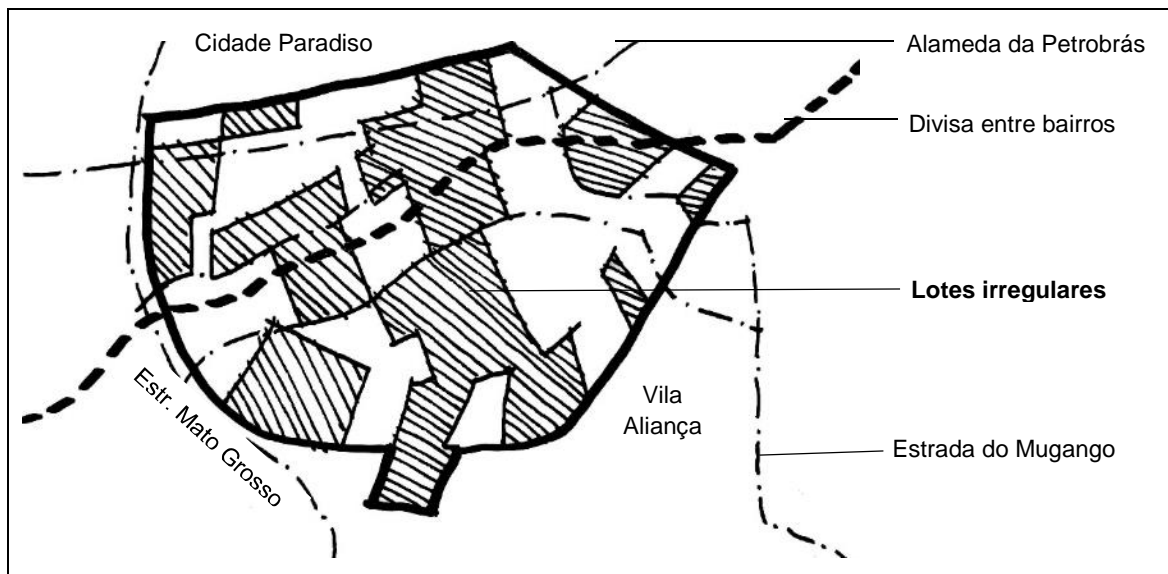 Cidade Paradiso
Alameda da Petrobrás
Divisa entre bairros
Lotes irregulares
Vila
Aliança
Estr. Mato Grosso
Estrada do Mugango